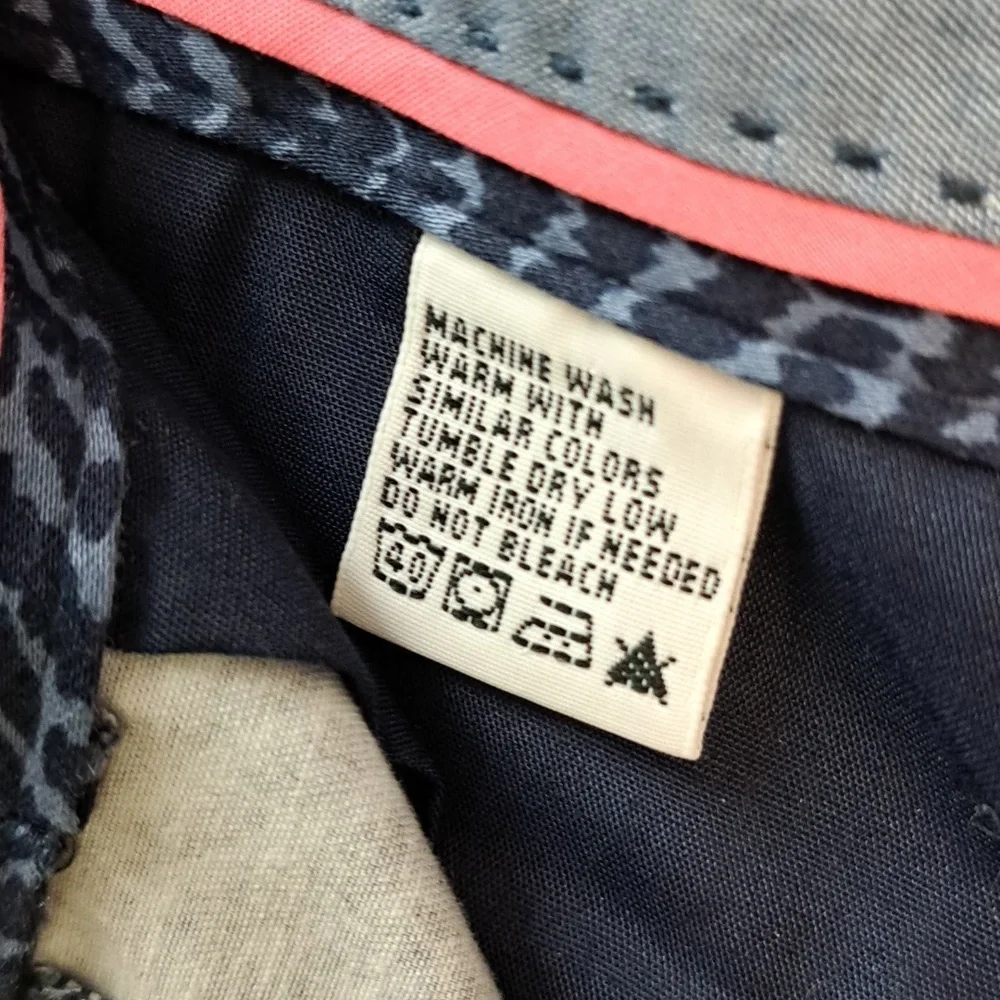 MACHINE WASH
WARM WITH
SIMILAR COLORS
TUMBLE DRY LOW
WARM IRON IF NEEDED
DO NOT BLEACH
40